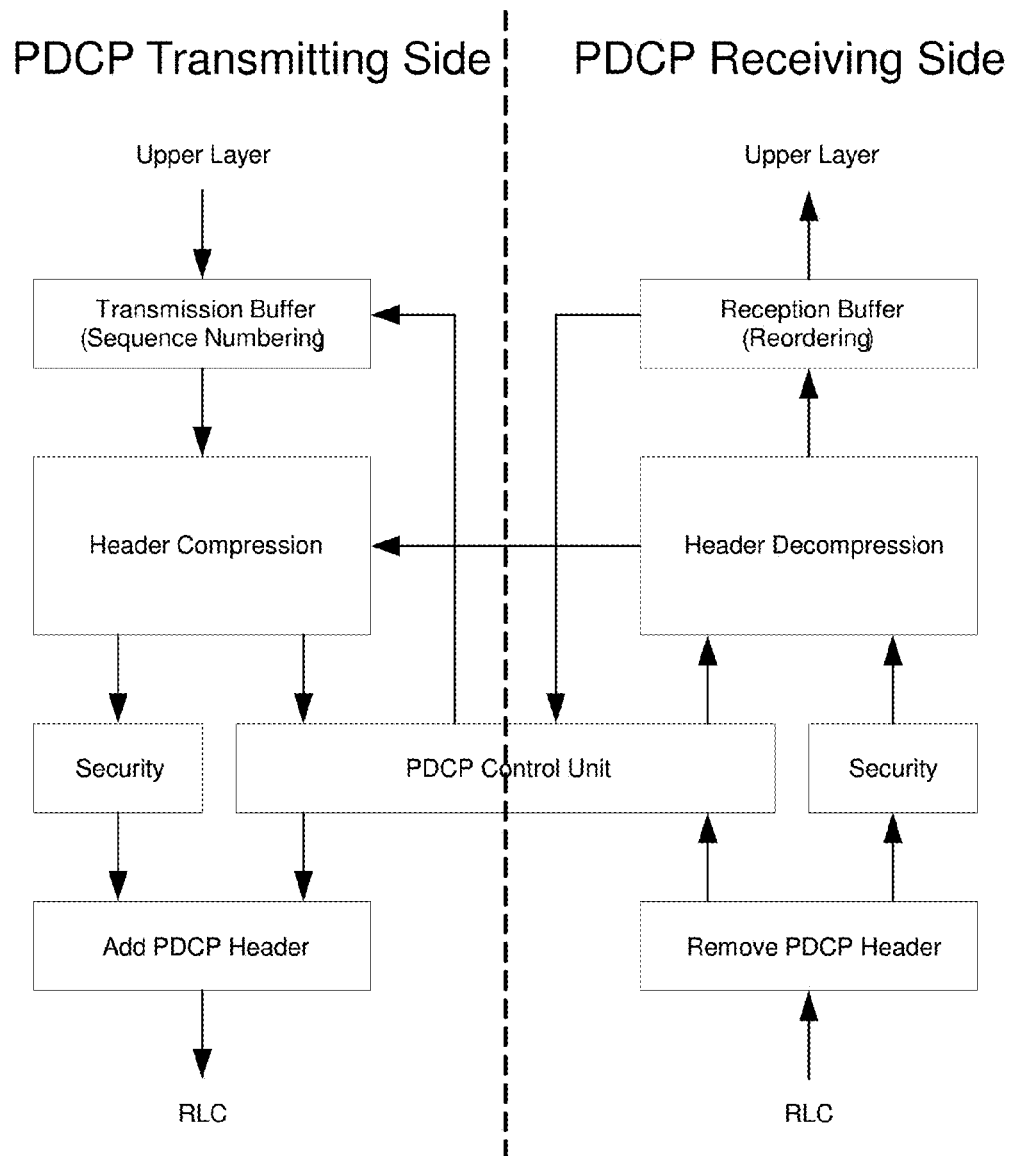 PDCP Transmitting Side
PDCP Receiving Side
Upper Layer
Upper Layer
Transmission Buffer
(Sequence Numbering)
Reception Buffer
(Reordering)
Header Compression
Header Decompression
Security
PDCP Control Unit
Security
Add PDCP Header
Remove PDCP Header
RLC
RLC